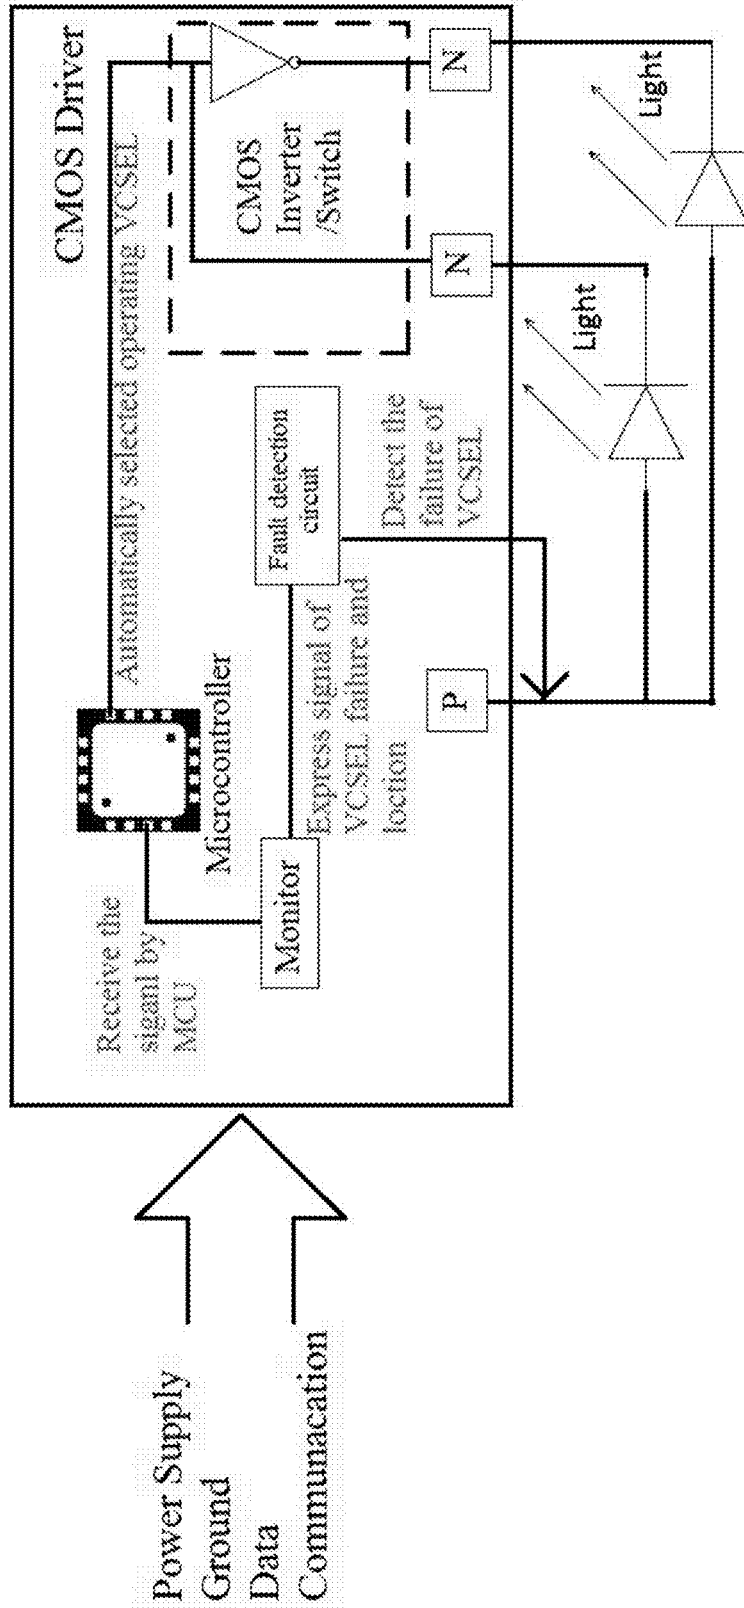 CMOS Driver
Automatically selected operating VCSEL
CMOS
Inverter
/Switch
N
N
Light
Light
Microcontroller
Receive the
siganl by
MCU
Monitor
Express signal of
VCSEL failure and
loction
Fault detection
circuit
Detect the
failure of
VCSEL
P
Power Supply
Ground
Data
Communacation